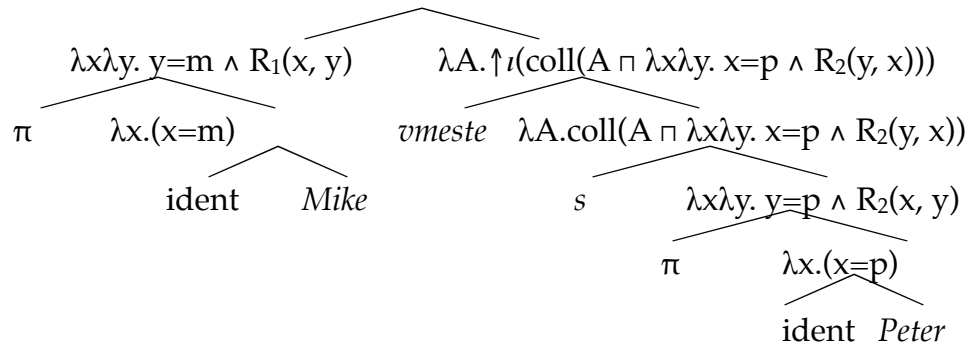 λxλy. y=m ∧ R₁(x, y) λA.↑ι(coll(A ⊓ λxλy. x=p ∧ R₂(y, x)))
π λx.(x=m) vmeste λA.coll(A ⊓ λxλy. x=p ∧ R₂(y, x))
ident Mike s λxλy. y=p ∧ R₂(x, y)
π λx.(x=p)
ident Peter